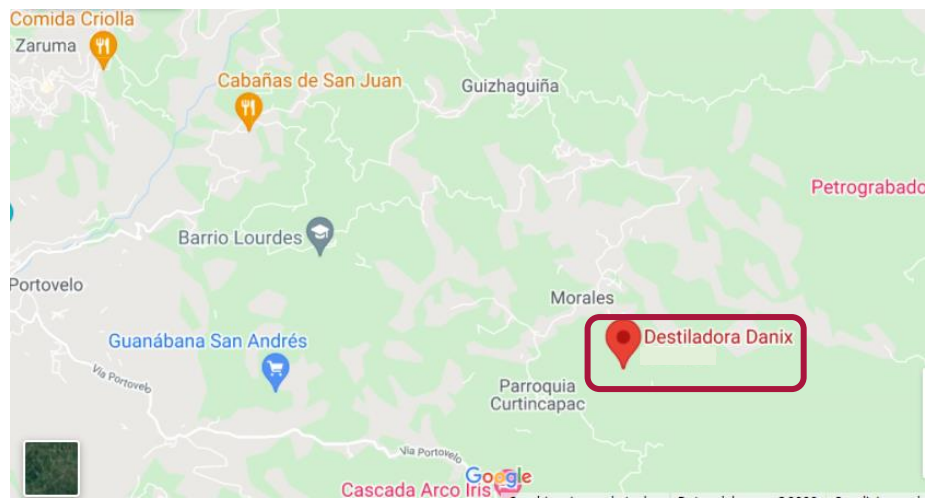 Comida Criolla
Zaruma
Cabañas de San Juan
Guizhaguiña
Petrograbado
Barrio Lourdes
Portovelo
Morales
Destiladora Danix
Guanábana San Andrés
Vía Portovelo
Parroquia
Curtincapac
Vía Portovelo
Google
Cascada Arco Iris